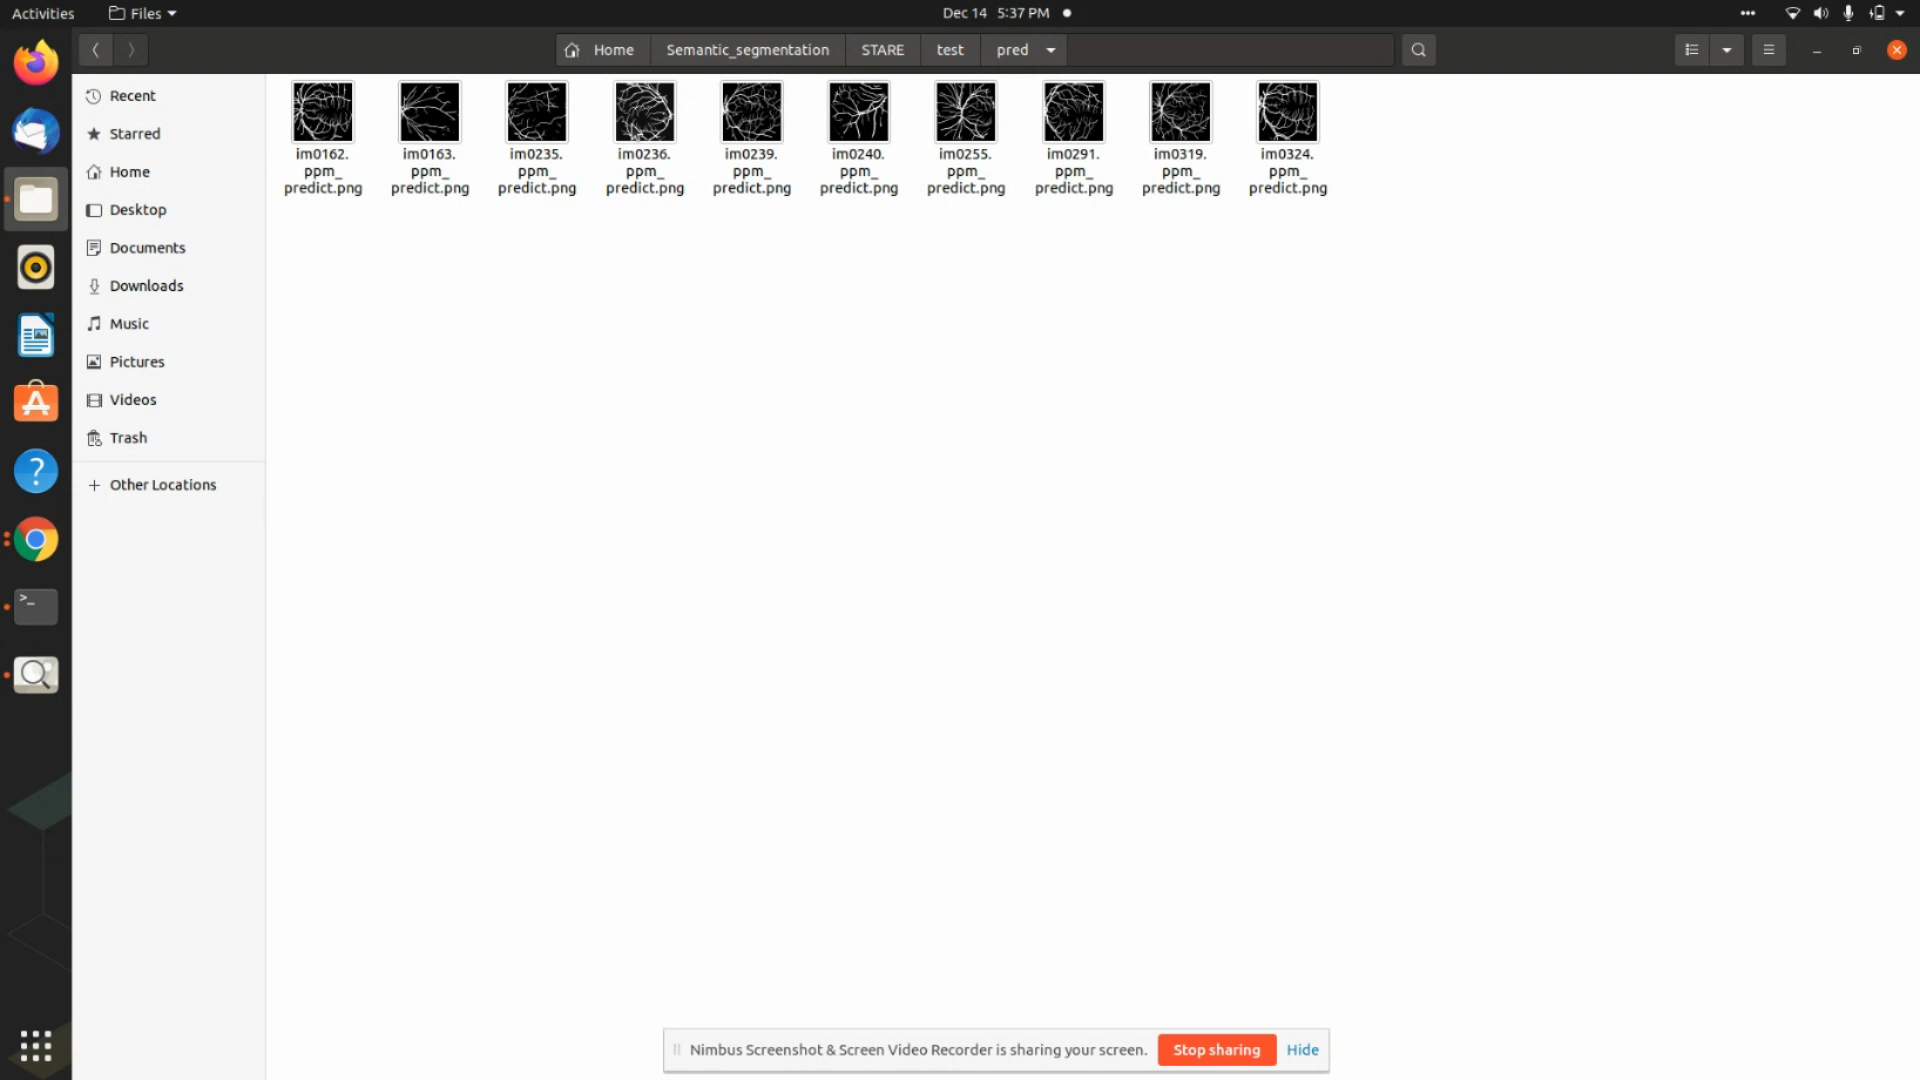 Activities
Files
Dec 14 5:37 PM
Home
Semantic_segmentation
STARE
test
pred
Recent
Starred
Home
Desktop
Documents
Downloads
Music
Pictures
Videos
Trash
Other Locations
im0162.
ppm_
predict.png
im0163.
ppm_
predict.png
im0235.
ppm_
predict.png
im0236.
ppm_
predict.png
im0239.
ppm_
predict.png
im0240.
ppm_
predict.png
im0255.
ppm_
predict.png
im0291.
ppm_
predict.png
im0319.
ppm_
predict.png
im0324.
ppm_
predict.png
Nimbus Screenshot & Screen Video Recorder is sharing your screen.
Stop sharing
Hide